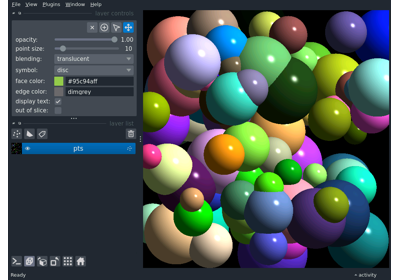 File View Plugins Window Help
layer controls
opacity: 1.00
point size: 10
blending: translucent
symbol: disc
face color: #95c94aff
edge color: dimgrey
display text:
out of slice:
layer list
pts
Ready
activity